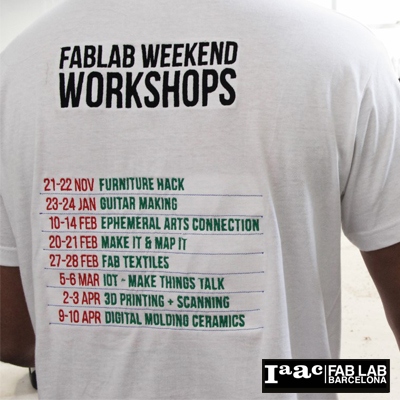 FABLAB WEEKEND
WORKSHOPS
21-22 NOV FURNITURE HACK
23-24 JAN GUITAR MAKING
10-14 FEB EPHEMERAL ARTS CONNECTION
20-21 FEB MAKE IT & MAP IT
27-28 FEB FAB TEXTILES
5-6 MAR IOT - MAKE THINGS TALK
2-3 APR 3D PRINTING + SCANNING
9-10 APR DIGITAL MOLDING CERAMICS
Iaac FAB LAB
BARCELONA